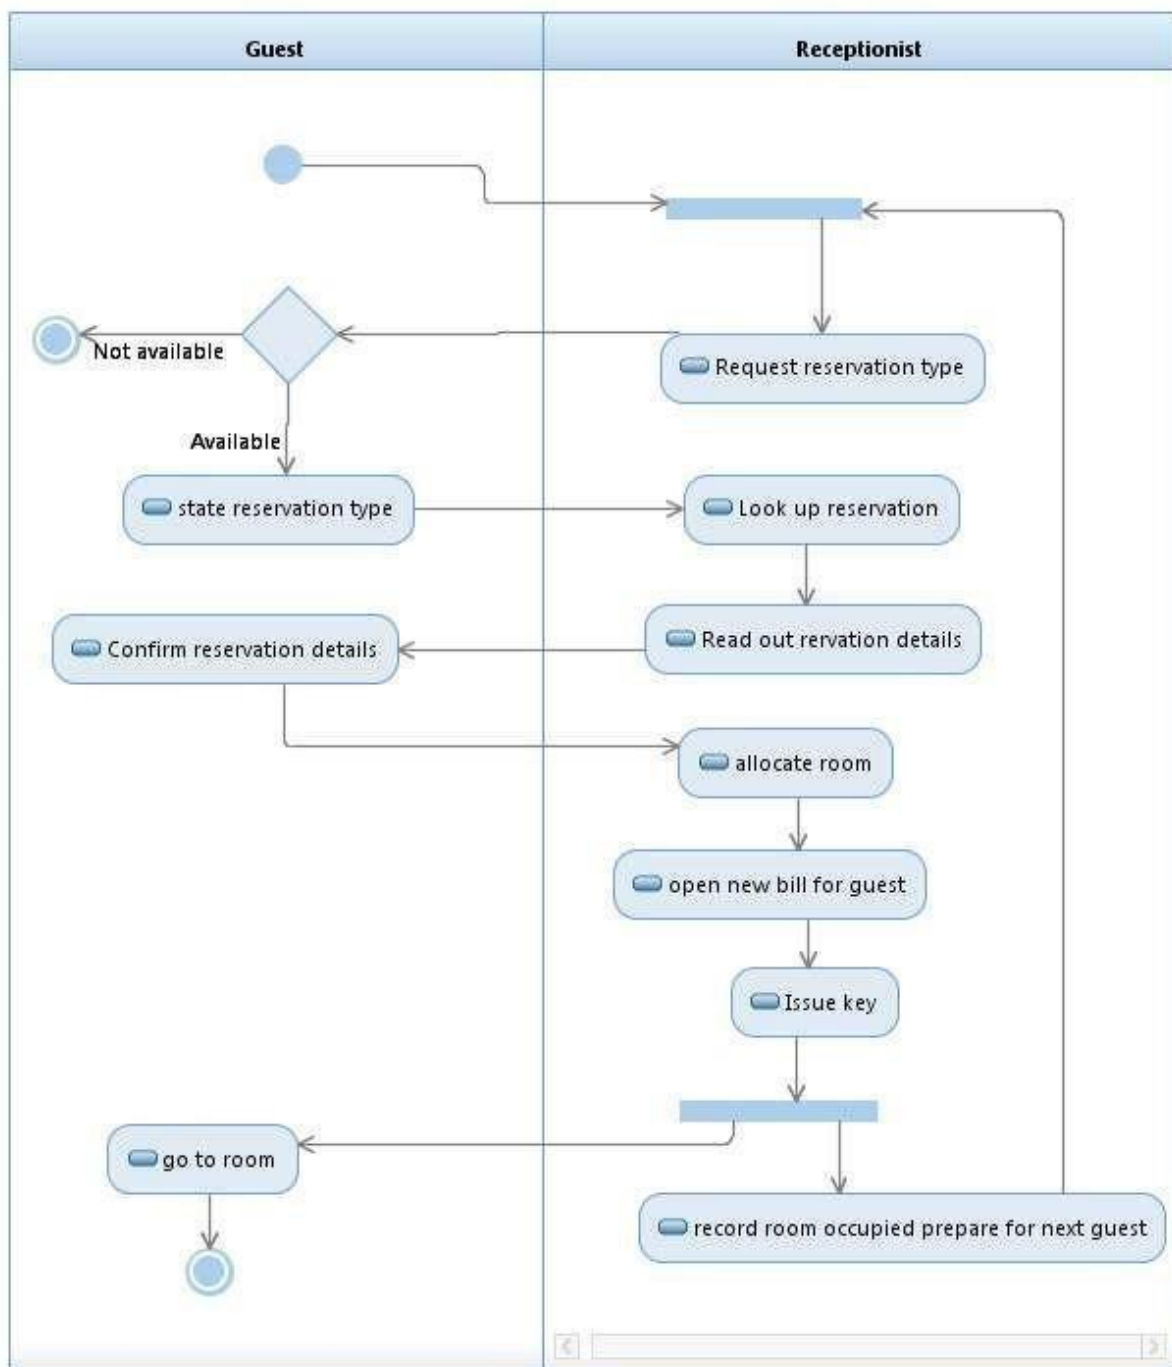 Guest
Receptionist
Not available
Request reservation type
Available
state reservation type
Look up reservation
Confirm reservation details
Read out rervation details
allocate room
open new bill for guest
Issue key
go to room
record room occupied prepare for next guest